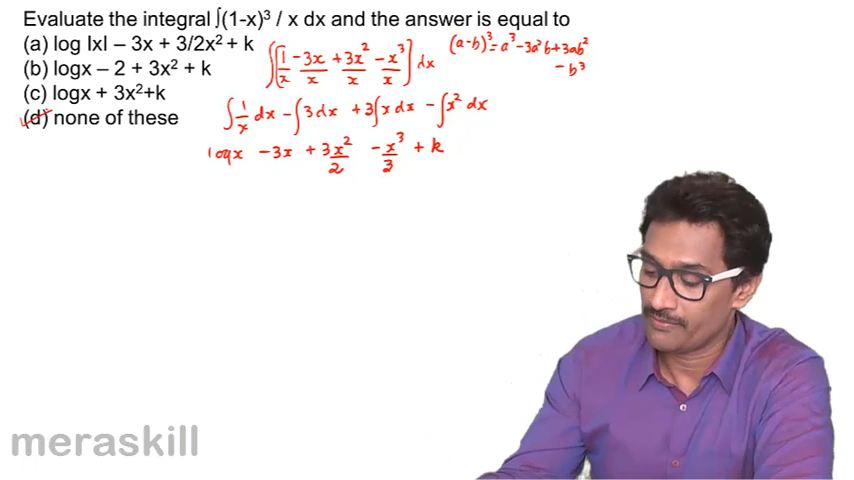 Evaluate the integral ∫(1-x)³ / x dx and the answer is equal to
(a) log IxI – 3x + 3/2x² + k
(b) logx – 2 + 3x² + k
(c) logx + 3x²+k
(d) none of these
∫[1/x - 3x/x + 3x²/x - x³/x] dx
(a-b)³ = a³ - 3a²b + 3ab² - b³
∫ 1/x dx - ∫3 dx + 3∫x dx - ∫x² dx
logx - 3x + 3x²/2 - x³/3 + k
meraskill